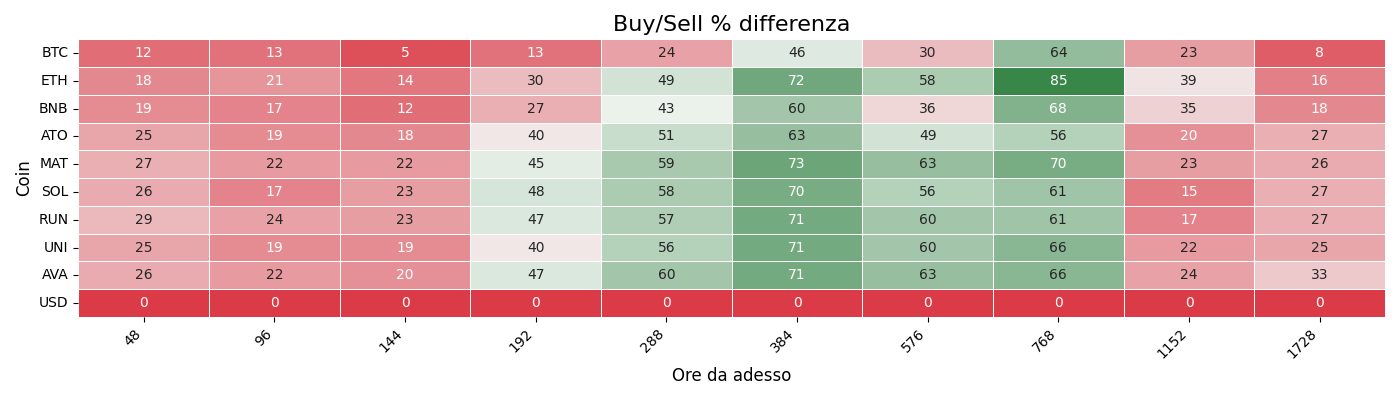 Buy/Sell % differenza
Coin
BTC 12 13 5 13 24 46 30 64 23 8
ETH 18 21 14 30 49 72 58 85 39 16
BNB 19 17 12 27 43 60 36 68 35 18
ATO 25 19 18 40 51 63 49 56 20 27
MAT 27 22 22 45 59 73 63 70 23 26
SOL 26 17 23 48 58 70 56 61 15 27
RUN 29 24 23 47 57 71 60 61 17 27
UNI 25 19 19 40 56 71 60 66 22 25
AVA 26 22 20 47 60 71 63 66 24 33
USD 0 0 0 0 0 0 0 0 0 0
48 96 144 192 288 384 576 768 1152 1728
Ore da adesso